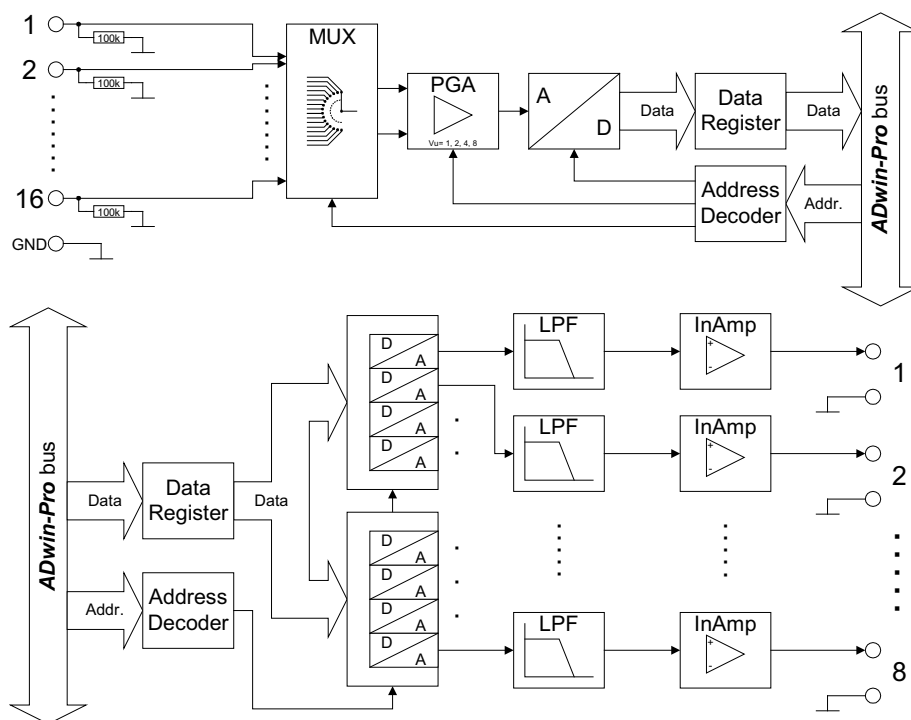 1
100k
2
100k
16
100k
GND
MUX
PGA
Vu= 1, 2, 4, 8
A
D
Data
Data
Register
Data
Address
Decoder
Addr.
ADwin-Pro bus
ADwin-Pro bus
Data
Data
Register
Data
Addr.
Address
Decoder
D
A
D
A
D
A
D
A
D
A
D
A
D
A
D
A
LPF
InAmp
+
-
1
LPF
InAmp
+
-
2
LPF
InAmp
+
-
8